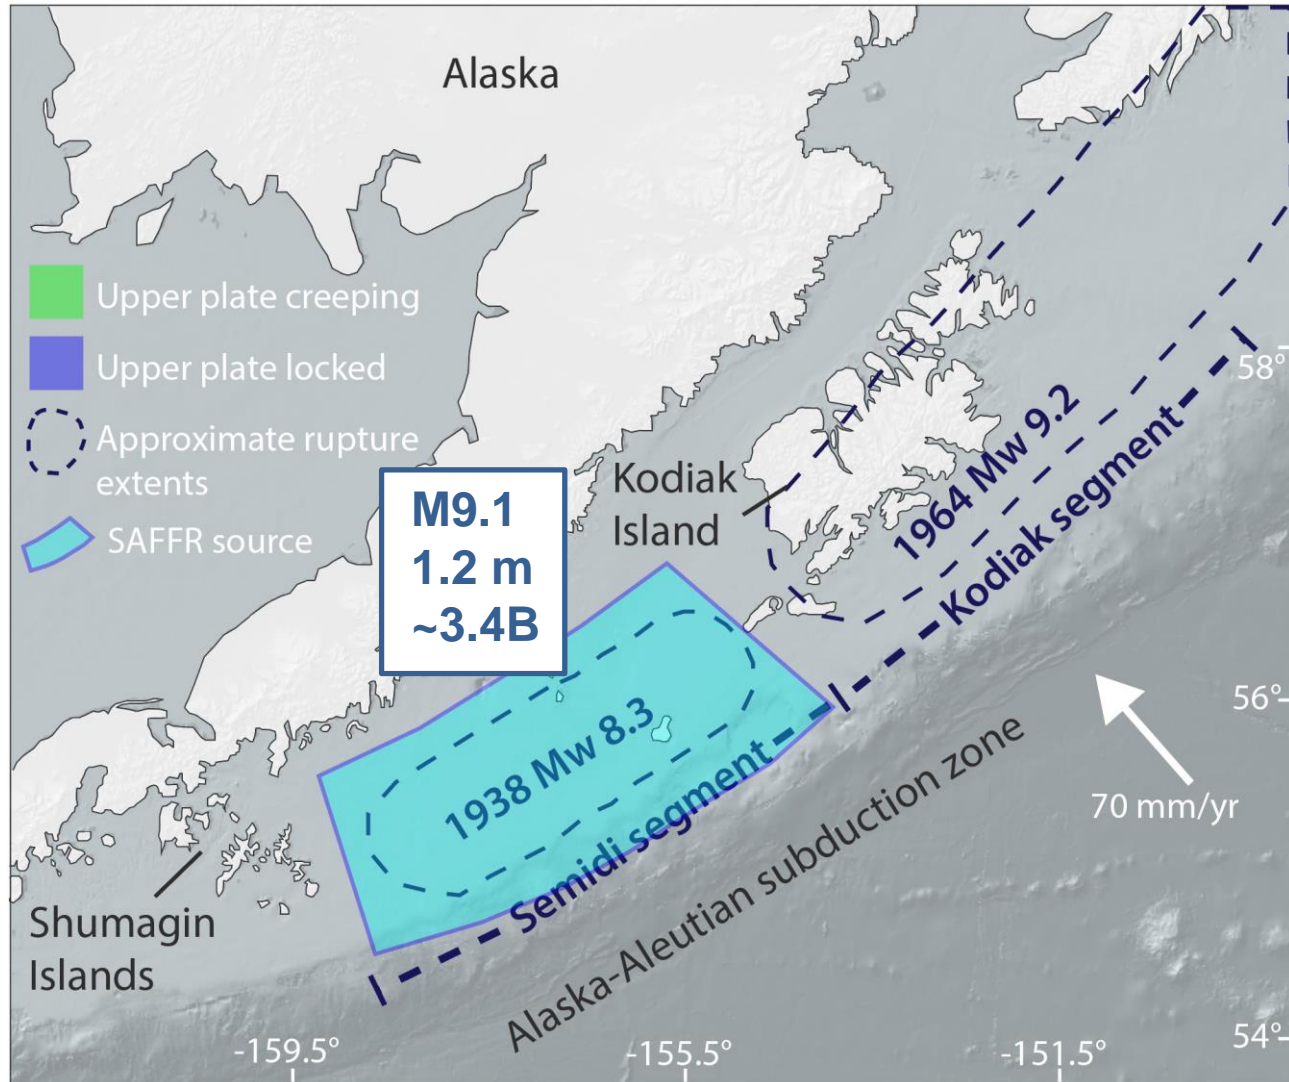 Alaska
Upper plate creeping
Upper plate locked
Approximate rupture
extents
SAFFR source
M9.1
1.2 m
~3.4B
Kodiak
Island
1964 Mw 9.2
Kodiak segment
58°
56°
1938 Mw 8.3
Semidi segment
Alaska-Aleutian subduction zone
70 mm/yr
Shumagin
Islands
54°
-159.5°
-155.5°
-151.5°